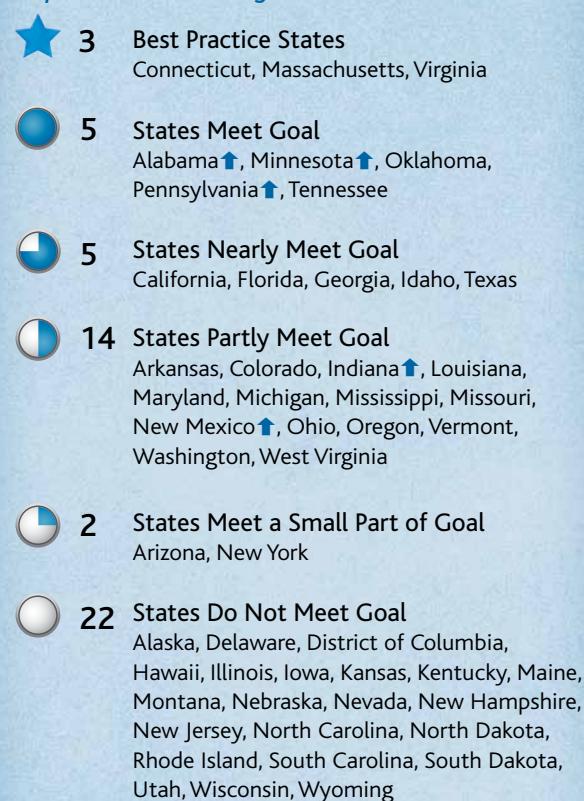 3 Best Practice States
Connecticut, Massachusetts, Virginia
5 States Meet Goal
Alabama⬆, Minnesota⬆, Oklahoma,
Pennsylvania⬆, Tennessee
5 States Nearly Meet Goal
California, Florida, Georgia, Idaho, Texas
14 States Partly Meet Goal
Arkansas, Colorado, Indiana⬆, Louisiana,
Maryland, Michigan, Mississippi, Missouri,
New Mexico⬆, Ohio, Oregon, Vermont,
Washington, West Virginia
2 States Meet a Small Part of Goal
Arizona, New York
22 States Do Not Meet Goal
Alaska, Delaware, District of Columbia,
Hawaii, Illinois, Iowa, Kansas, Kentucky, Maine,
Montana, Nebraska, Nevada, New Hampshire,
New Jersey, North Carolina, North Dakota,
Rhode Island, South Carolina, South Dakota,
Utah, Wisconsin, Wyoming